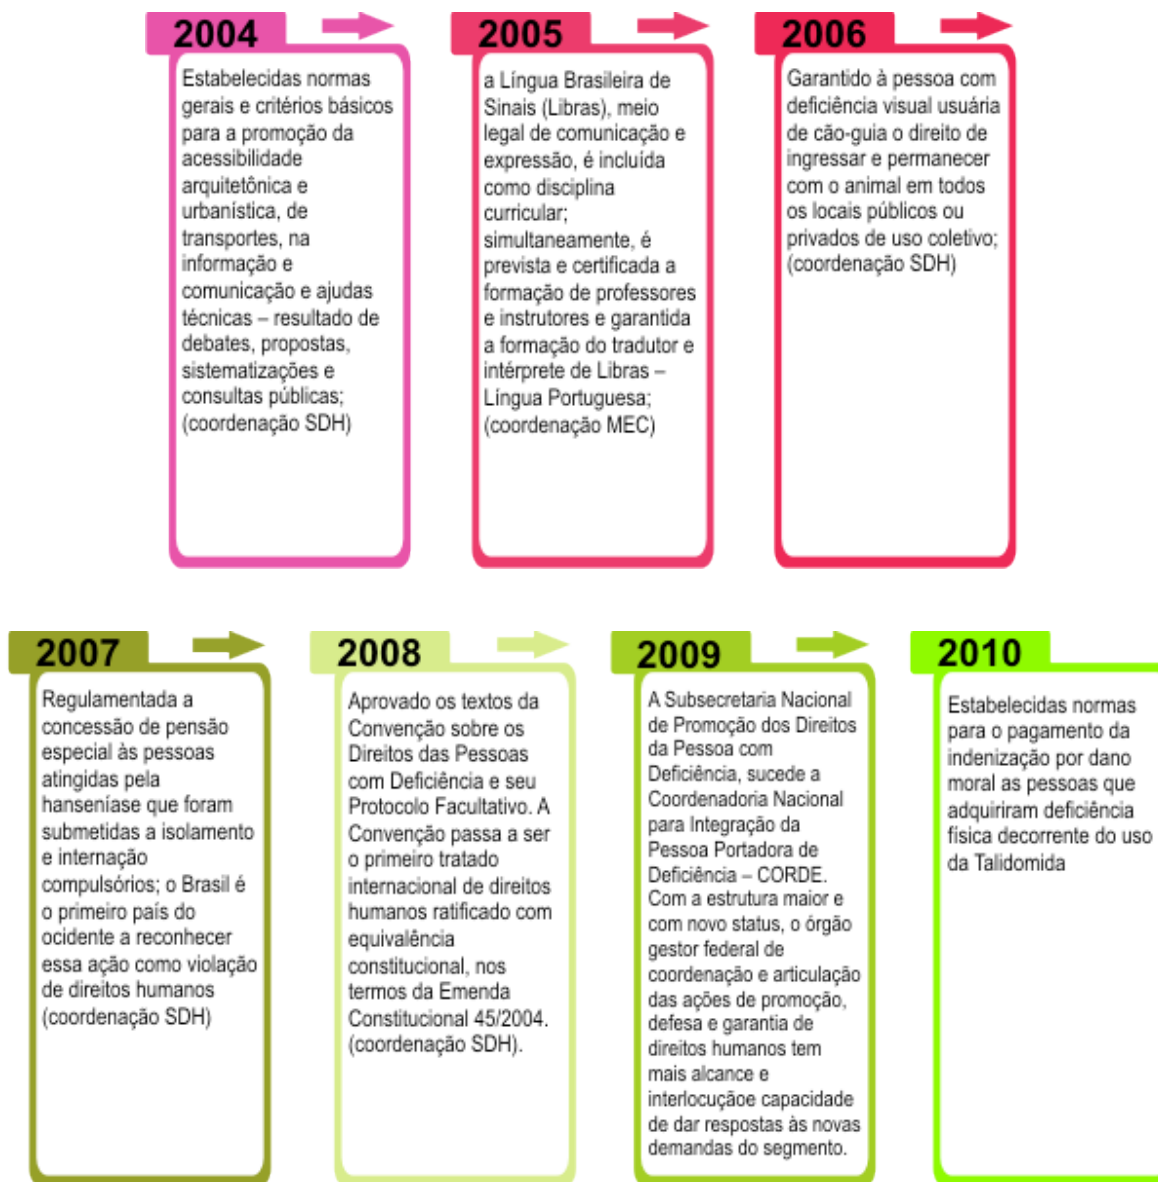 2004
Estabelecidas normas
gerais e critérios básicos
para a promoção da
acessibilidade
arquitetônica e
urbanística, de
transportes, na
informação e
comunicação e ajudas
técnicas – resultado de
debates, propostas,
sistematizações e
consultas públicas;
(coordenação SDH)
2005
a Língua Brasileira de
Sinais (Libras), meio
legal de comunicação e
expressão, é incluída
como disciplina
curricular;
simultaneamente, é
prevista e certificada a
formação de professores
e instrutores e garantida
a formação do tradutor e
intérprete de Libras –
Língua Portuguesa;
(coordenação MEC)
2006
Garantido à pessoa com
deficiência visual usuária
de cão-guia o direito de
ingressar e permanecer
com o animal em todos
os locais públicos ou
privados de uso coletivo;
(coordenação SDH)
2007
Regulamentada a
concessão de pensão
especial às pessoas
atingidas pela
hanseníase que foram
submetidas a isolamento
e internação
compulsórios; o Brasil é
o primeiro país do
ocidente a reconhecer
essa ação como violação
de direitos humanos
(coordenação SDH)
2008
Aprovado os textos da
Convenção sobre os
Direitos das Pessoas
com Deficiência e seu
Protocolo Facultativo. A
Convenção passa a ser
o primeiro tratado
internacional de direitos
humanos ratificado com
equivalência
constitucional, nos
termos da Emenda
Constitucional 45/2004.
(coordenação SDH).
2009
A Subsecretaria Nacional
de Promoção dos Direitos
da Pessoa com
Deficiência, sucede a
Coordenadoria Nacional
para Integração da
Pessoa Portadora de
Deficiência – CORDE.
Com a estrutura maior e
com novo status, o órgão
gestor federal de
coordenação e articulação
das ações de promoção,
defesa e garantia de
direitos humanos tem
mais alcance e
interlocuçãoe capacidade
de dar respostas às novas
demandas do segmento.
2010
Estabelecidas normas
para o pagamento da
indenização por dano
moral as pessoas que
adquiriram deficiência
física decorrente do uso
da Talidomida